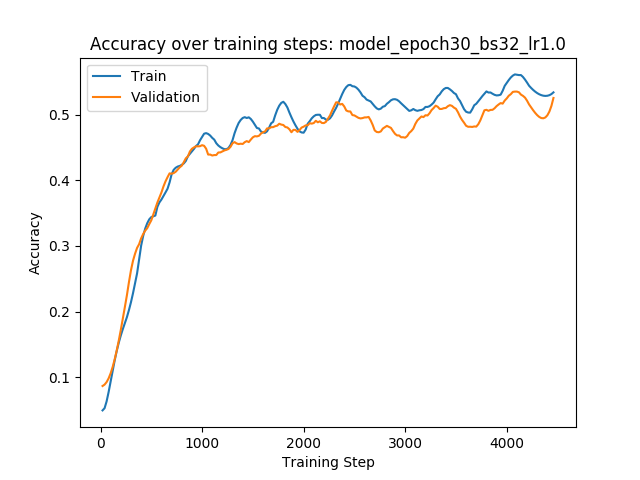 Accuracy over training steps: model_epoch30_bs32_lr1.0
Train
Validation
0.5
0.4
0.3
0.2
0.1
Accuracy
0 1000 2000 3000 4000
Training Step